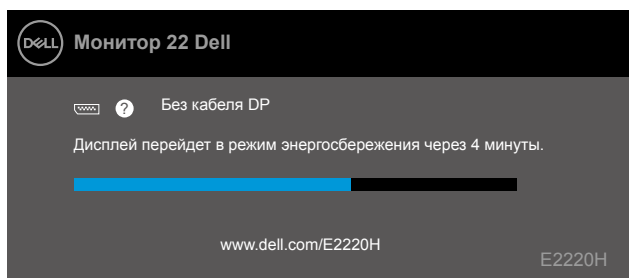 DELL
Монитор 22 Dell
? Без кабеля DP
Дисплей перейдет в режим энергосбережения через 4 минуты.
www.dell.com/E2220H
E2220H